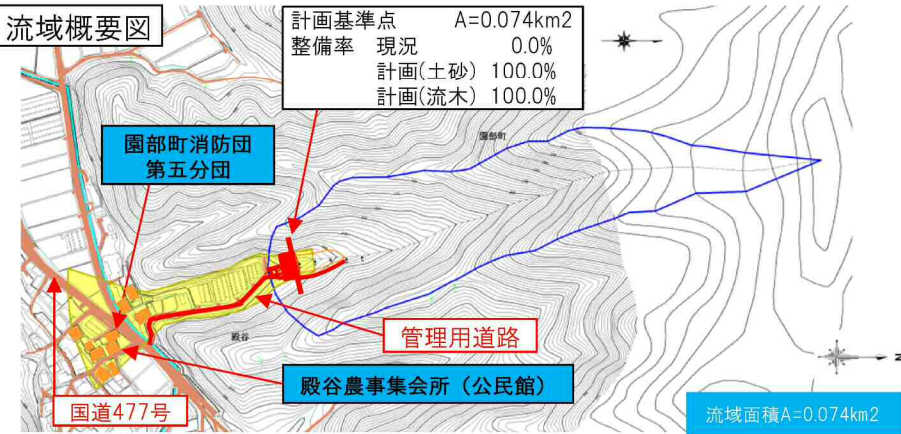 流域概要図
計画基準点 A=0.074km2
整備率 現況 0.0%
計画(土砂) 100.0%
計画(流木) 100.0%
園部町
園部町消防団
第五分団
管理用道路
殿谷
殿谷農事集会所（公民館）
国道477号
N
流域面積A=0.074km2